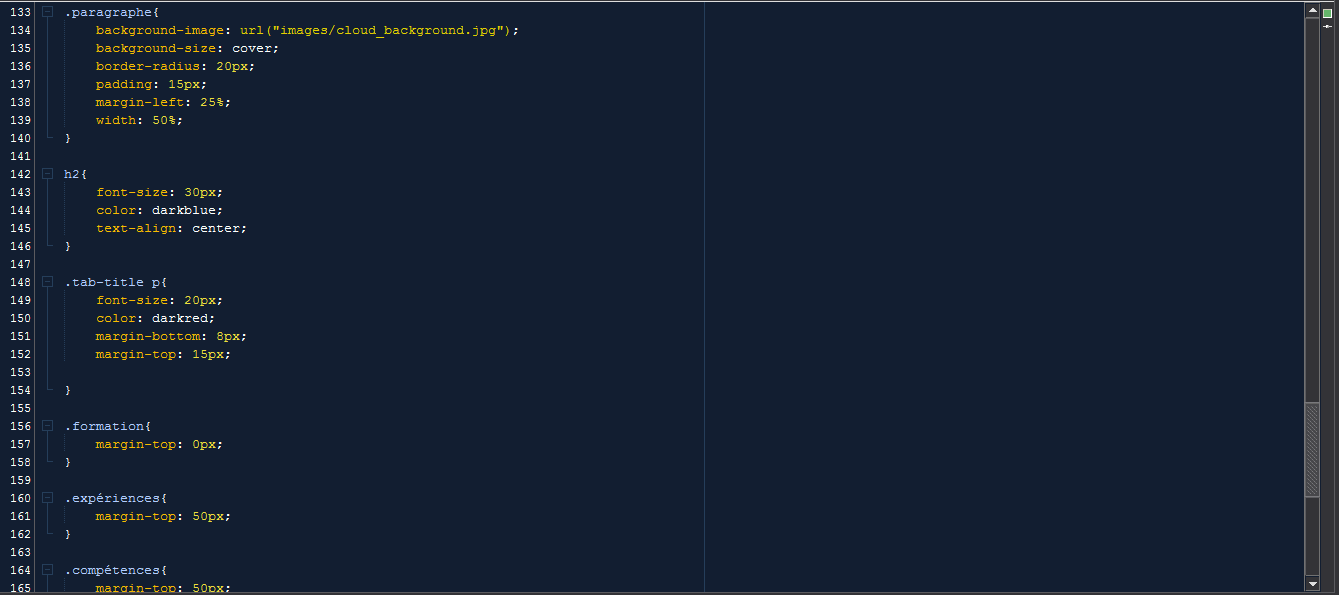 133 .paragraphe{
134 background-image: url("images/cloud_background.jpg");
135 background-size: cover;
136 border-radius: 20px;
137 padding: 15px;
138 margin-left: 25%;
139 width: 50%;
140 }
141
142 h2{
143 font-size: 30px;
144 color: darkblue;
145 text-align: center;
146 }
147
148 .tab-title p{
149 font-size: 20px;
150 color: darkred;
151 margin-bottom: 8px;
152 margin-top: 15px;
153
154 }
155
156 .formation{
157 margin-top: 0px;
158 }
159
160 .expériences{
161 margin-top: 50px;
162 }
163
164 .compétences{
165 margin-top: 50px;